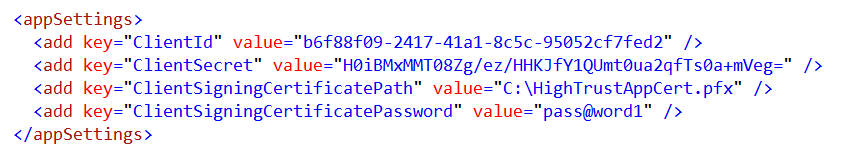 <appSettings>
<add key="ClientId" value="b6f88f09-2417-41a1-8c5c-95052cf7fed2" />
<add key="ClientSecret" value="H0iBMxMMT08Zg/ez/HHKJfY1QUmt0ua2qfTs0a+mVeg=" />
<add key="ClientSigningCertificatePath" value="C:\HighTrustAppCert.pfx" />
<add key="ClientSigningCertificatePassword" value="pass@word1" />
</appSettings>